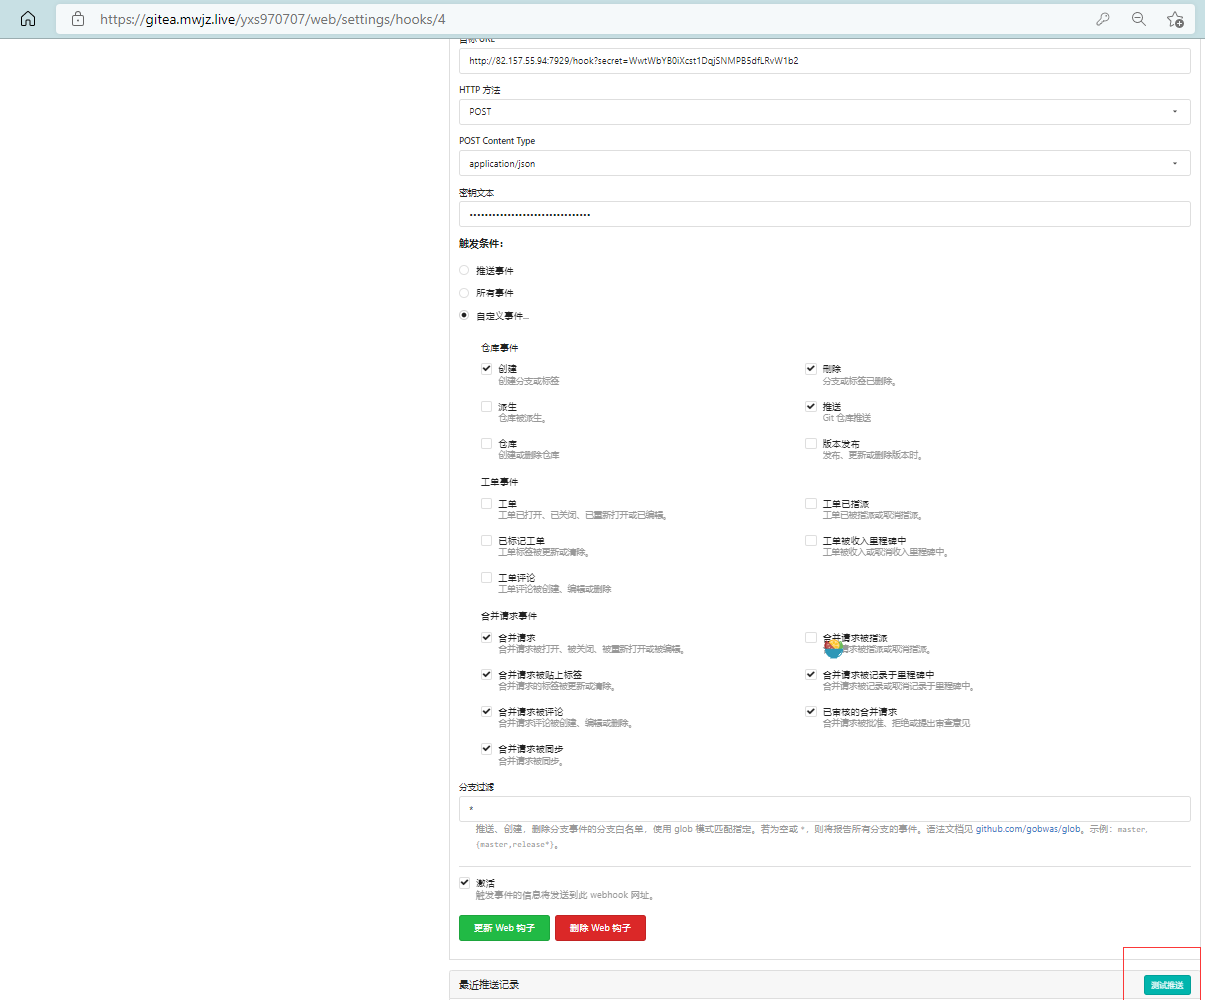 https://gitea.mwjz.live/yxs970707/web/settings/hooks/4
目标 URL
http://82.157.55.94:7929/hook?secret=WwtWbYB0iXcst1DqjSNMPB5dfLRvW1b2
HTTP 方法
POST
POST Content Type
application/json
密钥文本
触发条件：
推送事件
所有事件
自定义事件...
仓库事件
创建
创建分支或标签
刪除
分支或标签已删除。
派生
仓库被派生。
推送
Git 仓库推送
仓库
创建或删除仓库
版本发布
发布、更新或删除版本时。
工单事件
工单
工单已打开、已关闭、已重新打开或已编辑。
工单已指派
工单已被指派或取消指派。
已标记工单
工单标签被更新或清除。
工单被收入里程碑中
工单被收入或取消收入里程碑中。
工单评论
工单评论被创建、编辑或删除
合并请求事件
合并请求
合并请求被打开、被关闭、被重新打开或被编辑。
合并请求被指派
请求被指派或取消指派。
合并请求被贴上标签
合并请求的标签被更新或清除。
合并请求被记录于里程碑中
合并请求被记录或取消记录于里程碑中。
合并请求被评论
合并请求评论被创建、编辑或删除。
已审核的合并请求
合并请求被批准、拒绝或提出审查意见
合并请求被同步
合并请求被同步。
分支过滤
*
推送、创建，删除分支事件的分支白名单，使用 glob 模式匹配指定。若为空或 *，则将报告所有分支的事件。语法文档见 github.com/gobwas/glob。示例：master,
{master,release*}。
激活
触发事件的信息将发送到此 webhook 网址。
更新 Web 钩子
删除 Web 钩子
最近推送记录
测试推送